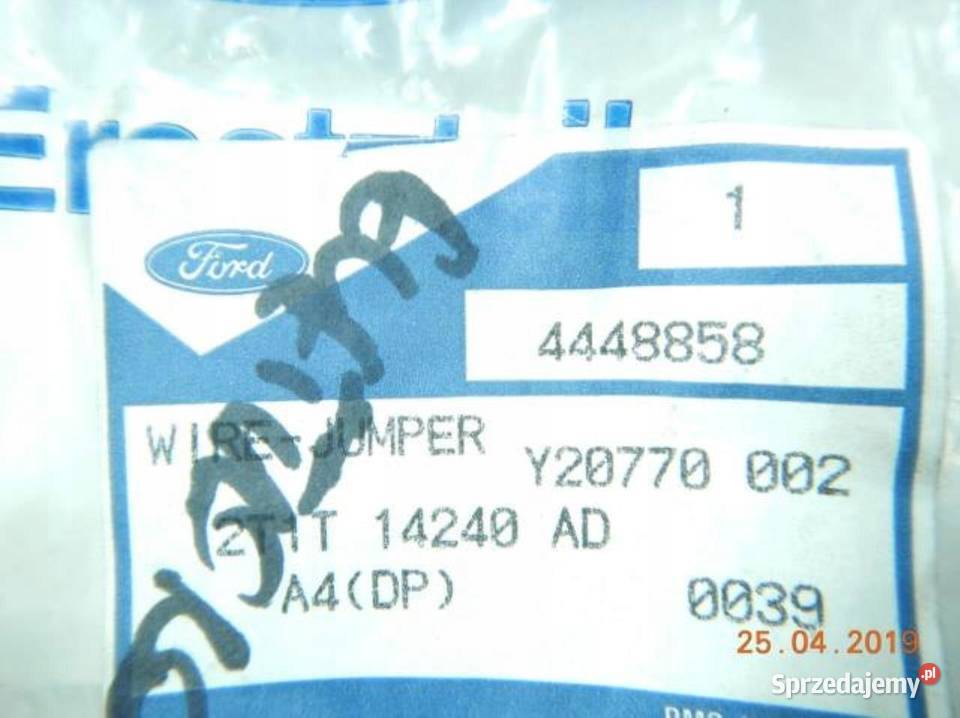 Ford
1
4448858
WIRE-JUMPER
Y20770 002
2T1T 14240 AD
A4(DP)
0039
25.04.2019
Sprzedajemy.pl